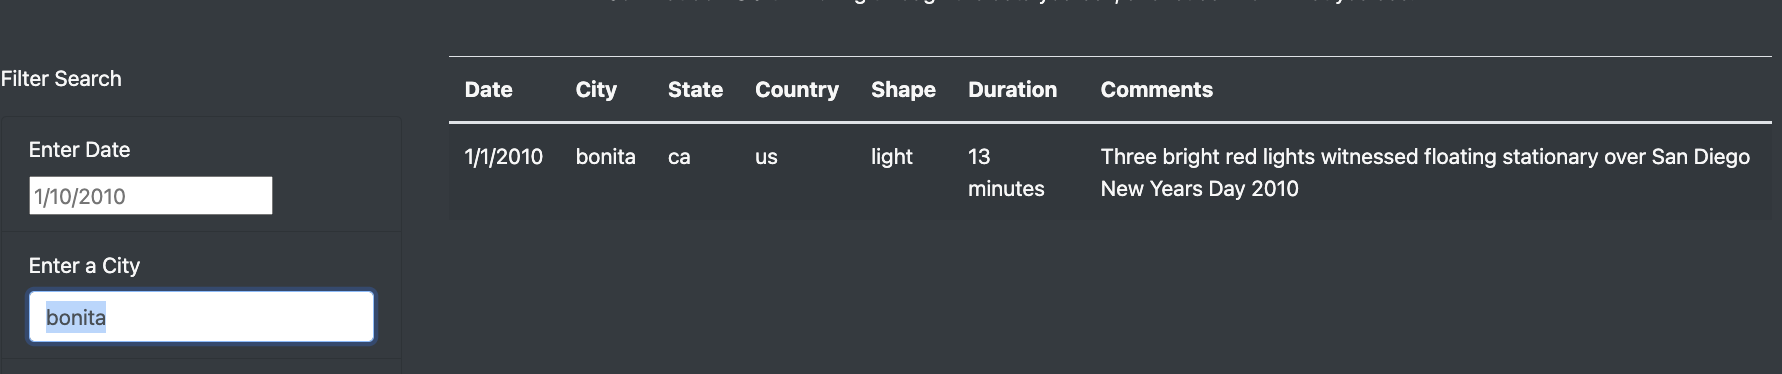 Filter Search
Enter Date
1/10/2010
Enter a City
bonita
Date City State Country Shape Duration Comments
1/1/2010 bonita ca us light 13 minutes Three bright red lights witnessed floating stationary over San Diego
New Years Day 2010